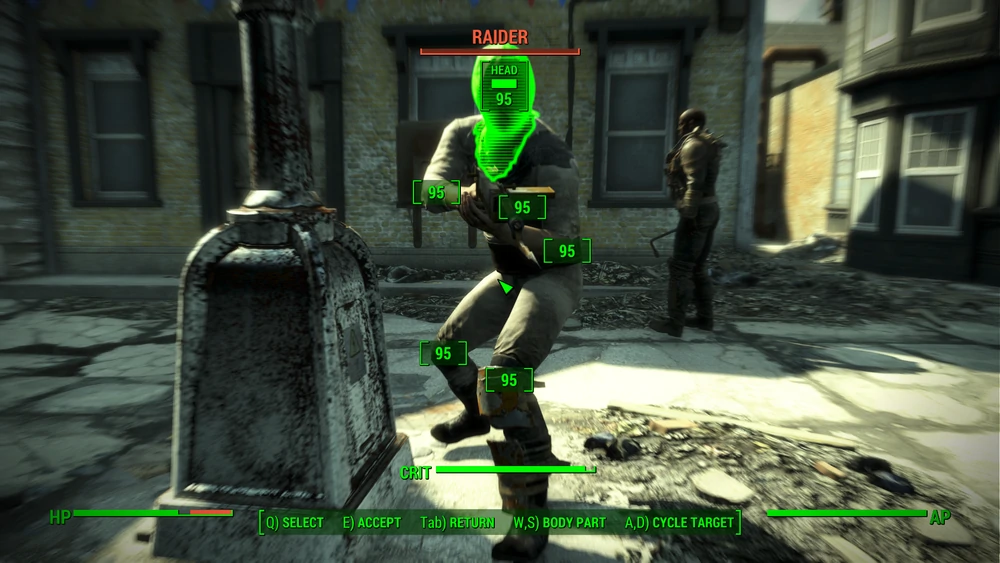 RAIDER
HEAD
95
95
95
95
95
95
CRIT
HP
Q) SELECT E) ACCEPT Tab) RETURN W,S) BODY PART A,D) CYCLE TARGET
AP